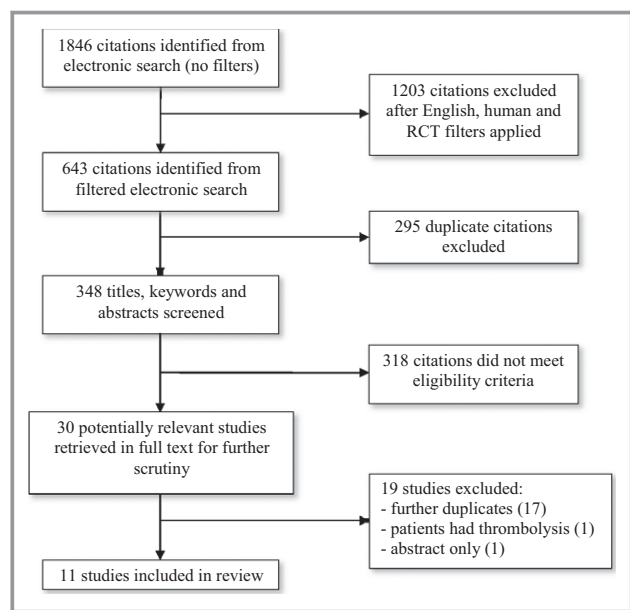 1846 citations identified from
electronic search (no filters)
1203 citations excluded
after English, human and
RCT filters applied
643 citations identified from
filtered electronic search
295 duplicate citations
excluded
348 titles, keywords and
abstracts screened
318 citations did not meet
eligibility criteria
30 potentially relevant studies
retrieved in full text for further
scrutiny
19 studies excluded:
- further duplicates (17)
- patients had thrombolysis (1)
- abstract only (1)
11 studies included in review